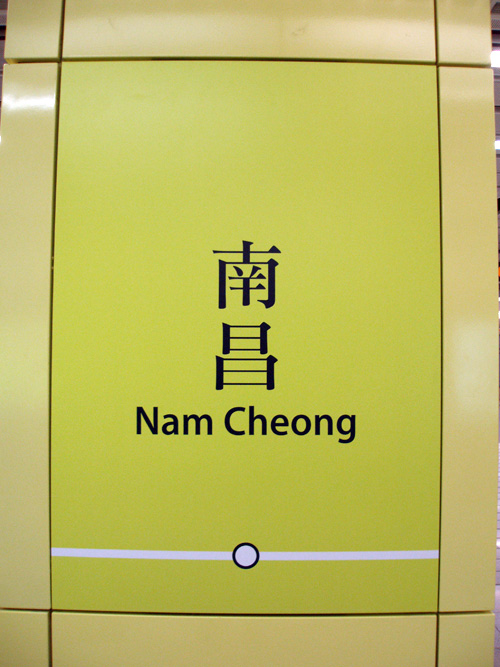 南昌
Nam Cheong